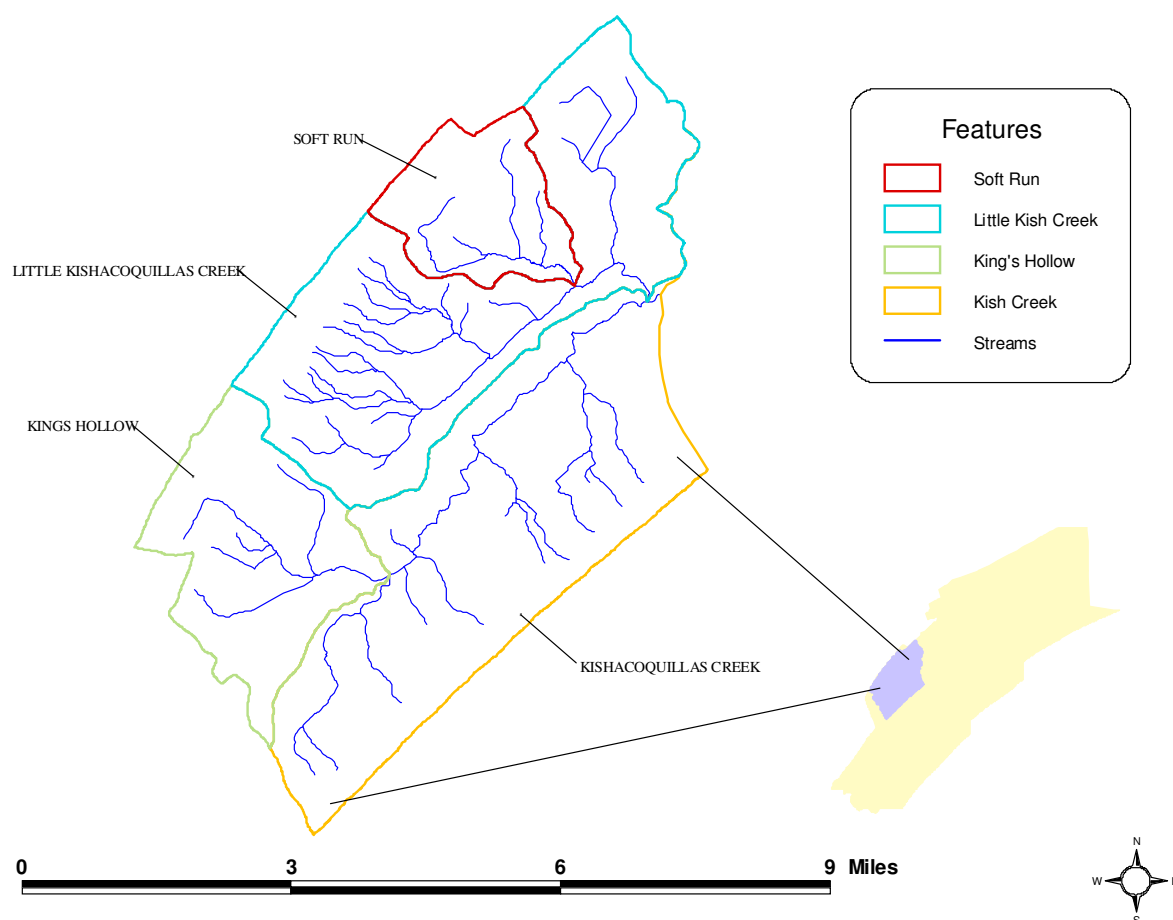 SOFT RUN
LITTLE KISHACOQUILLAS CREEK
KINGS HOLLOW
KISHACOQUILLAS CREEK
Features
Soft Run
Little Kish Creek
King's Hollow
Kish Creek
Streams
0 3 6 9 Miles
N
W E
S